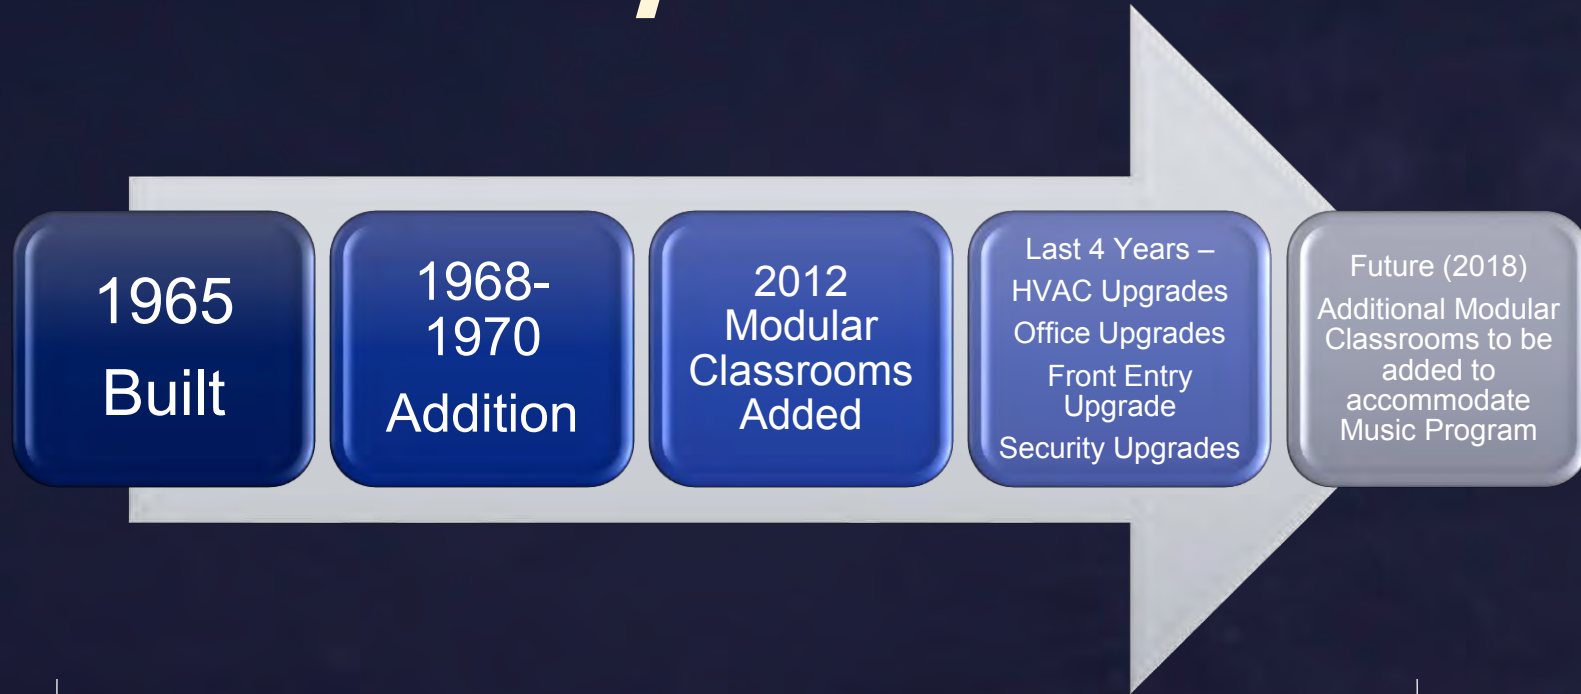 1965
Built
1968-
1970
Addition
2012
Modular
Classrooms
Added
Last 4 Years –
HVAC Upgrades
Office Upgrades
Front Entry
Upgrade
Security Upgrades
Future (2018)
Additional Modular
Classrooms to be
added to
accommodate
Music Program